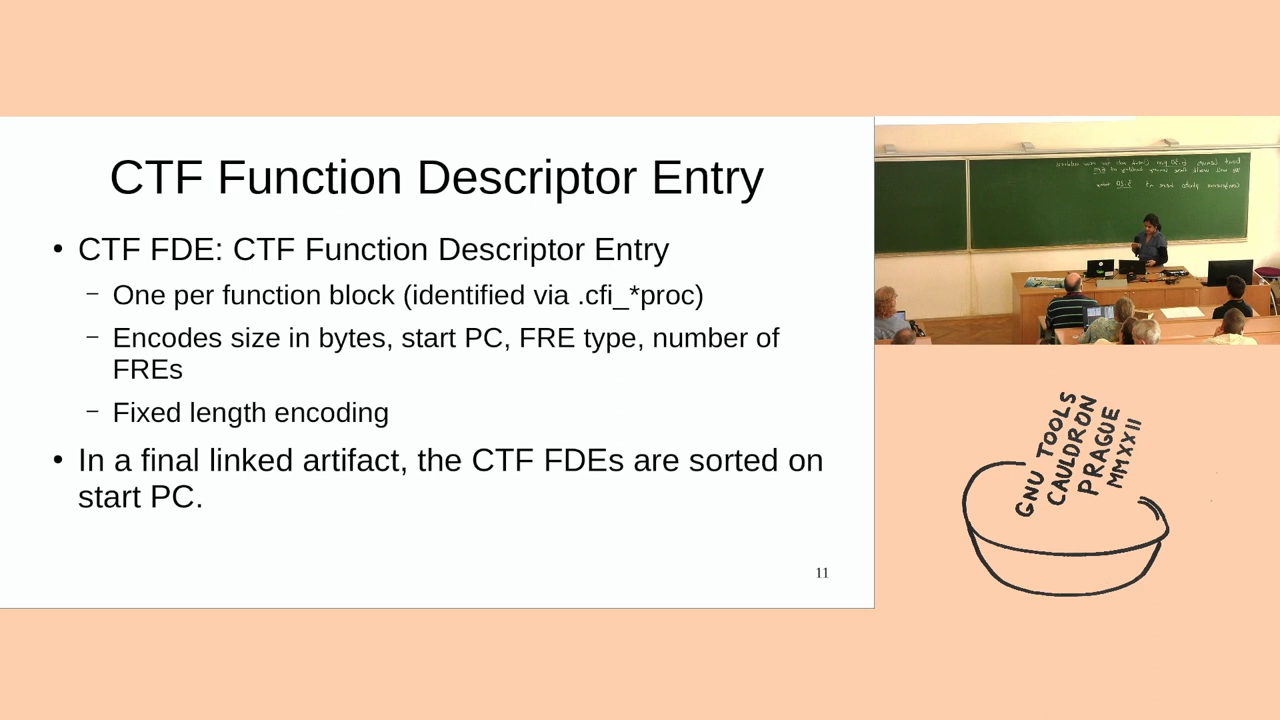 CTF Function Descriptor Entry
• CTF FDE: CTF Function Descriptor Entry
– One per function block (identified via .cfi_*proc)
– Encodes size in bytes, start PC, FRE type, number of
FREs
– Fixed length encoding
• In a final linked artifact, the CTF FDEs are sorted on
start PC.
11
GNU TOOLS
CAULDRON
PRAGUE
MMXXII